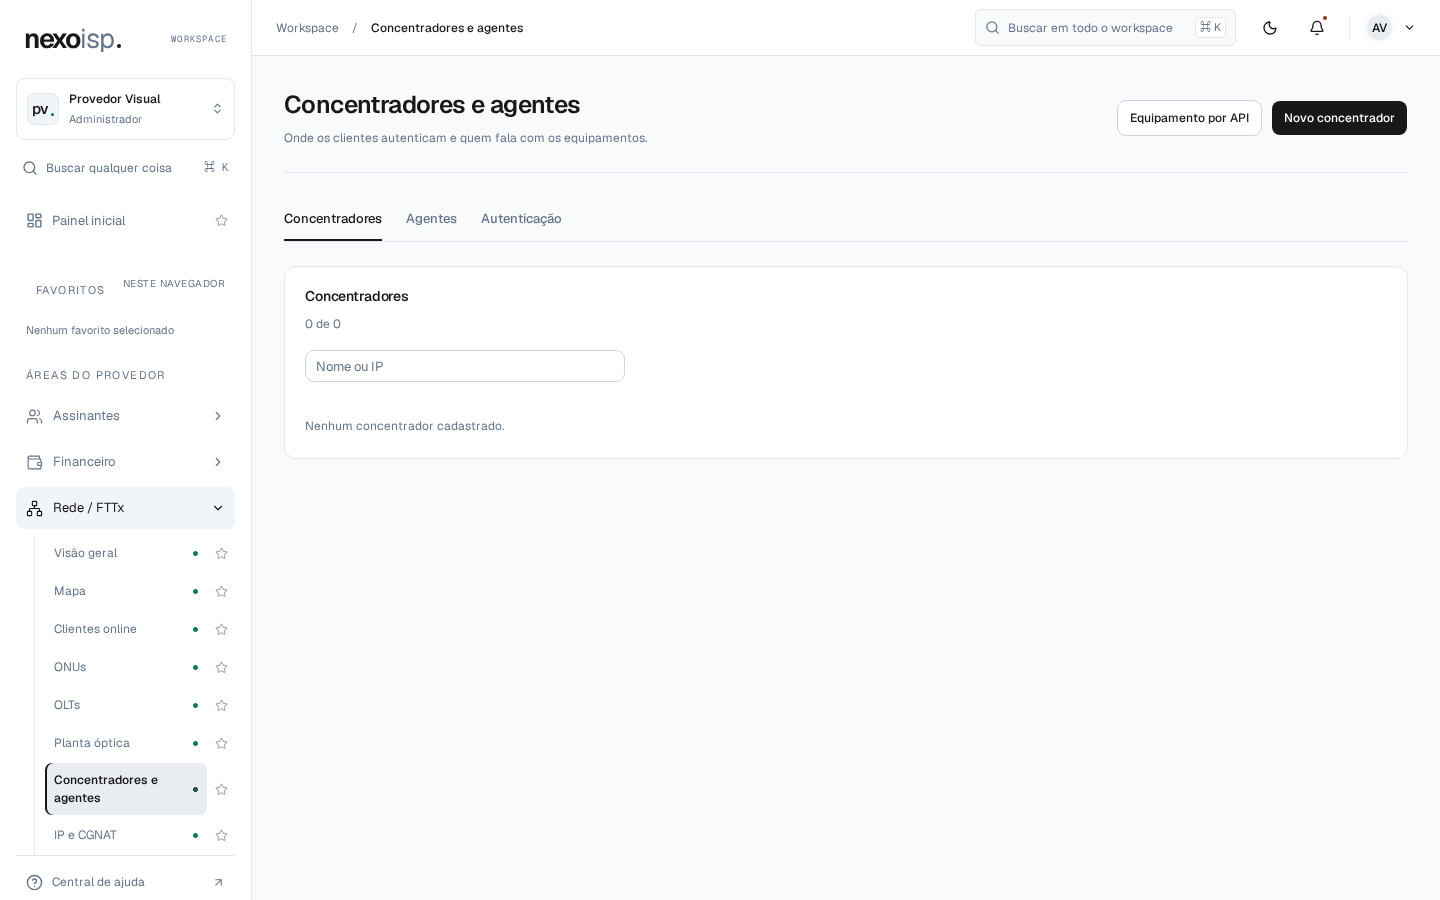 nexoisp.
WORKSPACE
pv.
Provedor Visual
Administrador
Buscar qualquer coisa
⌘ K
Painel inicial
FAVORITOS
NESTE NAVEGADOR
Nenhum favorito selecionado
ÁREAS DO PROVEDOR
Assinantes
Financeiro
Rede / FTTx
Visão geral
Mapa
Clientes online
ONUs
OLTs
Planta óptica
Concentradores e
agentes
IP e CGNAT
Central de ajuda
Workspace / Concentradores e agentes
Buscar em todo o workspace
⌘ K
AV
Concentradores e agentes
Onde os clientes autenticam e quem fala com os equipamentos.
Equipamento por API
Novo concentrador
Concentradores
Agentes
Autenticação
Concentradores
0 de 0
Nome ou IP
Nenhum concentrador cadastrado.